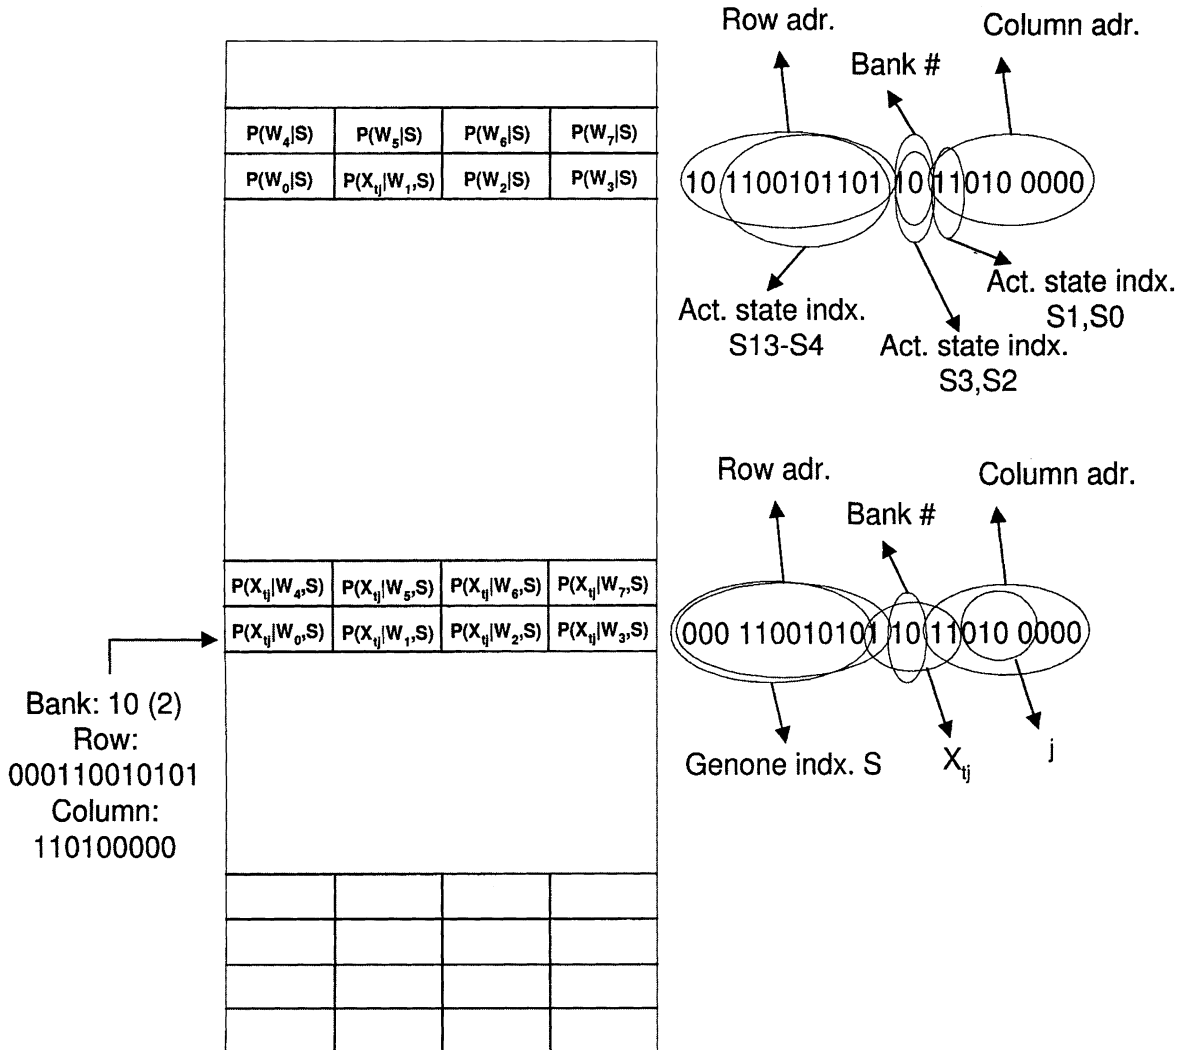 Row adr.
Column adr.
Bank #
P(W4|S) P(W5|S) P(W6|S) P(W7|S)
P(W0|S) P(Xtj|W1,S) P(W2|S) P(W3|S)
10 1100101101 10 11010 0000
Act. state indx.
S1,S0
Act. state indx.
S13-S4
Act. state indx.
S3,S2
Row adr.
Column adr.
Bank #
P(Xtj|W4,S) P(Xtj|W5,S) P(Xtj|W6,S) P(Xtj|W7,S)
P(Xtj|W0,S) P(Xtj|W1,S) P(Xtj|W2,S) P(Xtj|W3,S)
000 110010101 10 11010 0000
Bank: 10 (2)
Row:
000110010101
Column:
110100000
Genone indx. S
Xtj
j